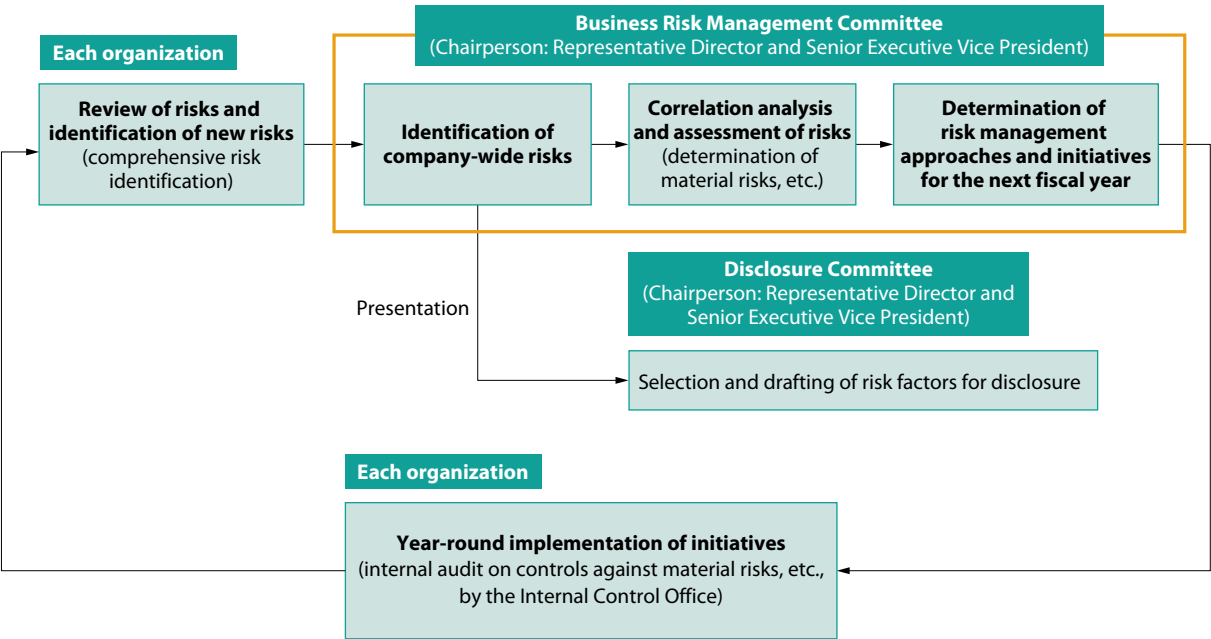 Business Risk Management Committee
(Chairperson: Representative Director and Senior Executive Vice President)
Each organization
Review of risks and
identification of new risks
(comprehensive risk
identification)
Identification of
company-wide risks
Correlation analysis
and assessment of risks
(determination of
material risks, etc.)
Determination of
risk management
approaches and initiatives
for the next fiscal year
Presentation
Disclosure Committee
(Chairperson: Representative Director and
Senior Executive Vice President)
Selection and drafting of risk factors for disclosure
Each organization
Year-round implementation of initiatives
(internal audit on controls against material risks, etc.,
by the Internal Control Office)